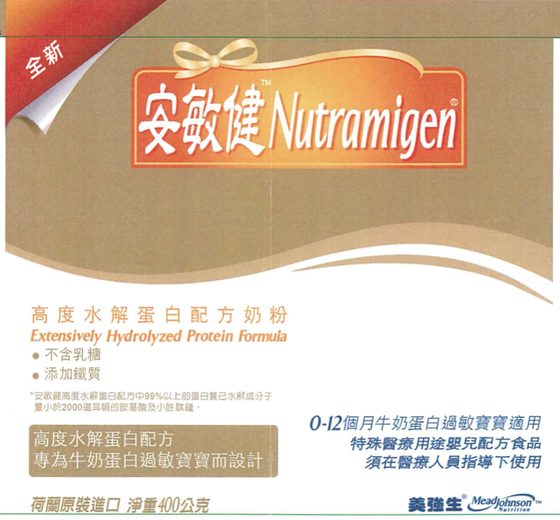 全新
安敏健™ Nutramigen®
高度水解蛋白配方奶粉
Extensively Hydrolyzed Protein Formula
● 不含乳糖
● 添加鐵質
*安敏健高度水解蛋白配方中99%以上的蛋白質已水解成分子
量小於2000道耳頓的胺基酸及小胜肽鏈。
高度水解蛋白配方
專為牛奶蛋白過敏寶寶而設計
0-12個月牛奶蛋白過敏寶寶適用
特殊醫療用途嬰兒配方食品
須在醫療人員指導下使用
荷蘭原裝進口 淨重400公克
美強生® MeadJohnson™
Nutrition